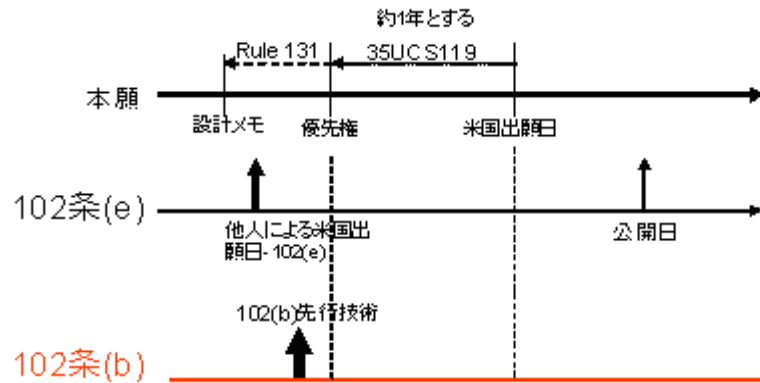 約1年とする
Rule 131
35UCS119
本願
設計メモ
優先権
米国出願日
102条(e)
他人による米国出
願日-102(e)
公開日
102(b)先行技術
102条(b)